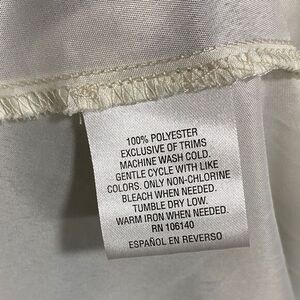 100% POLYESTER
EXCLUSIVE OF TRIMS
MACHINE WASH COLD.
GENTLE CYCLE WITH LIKE
COLORS. ONLY NON-CHLORINE
BLEACH WHEN NEEDED.
TUMBLE DRY LOW.
WARM IRON WHEN NEEDED.
RN 106140
ESPAÑOL EN REVERSO